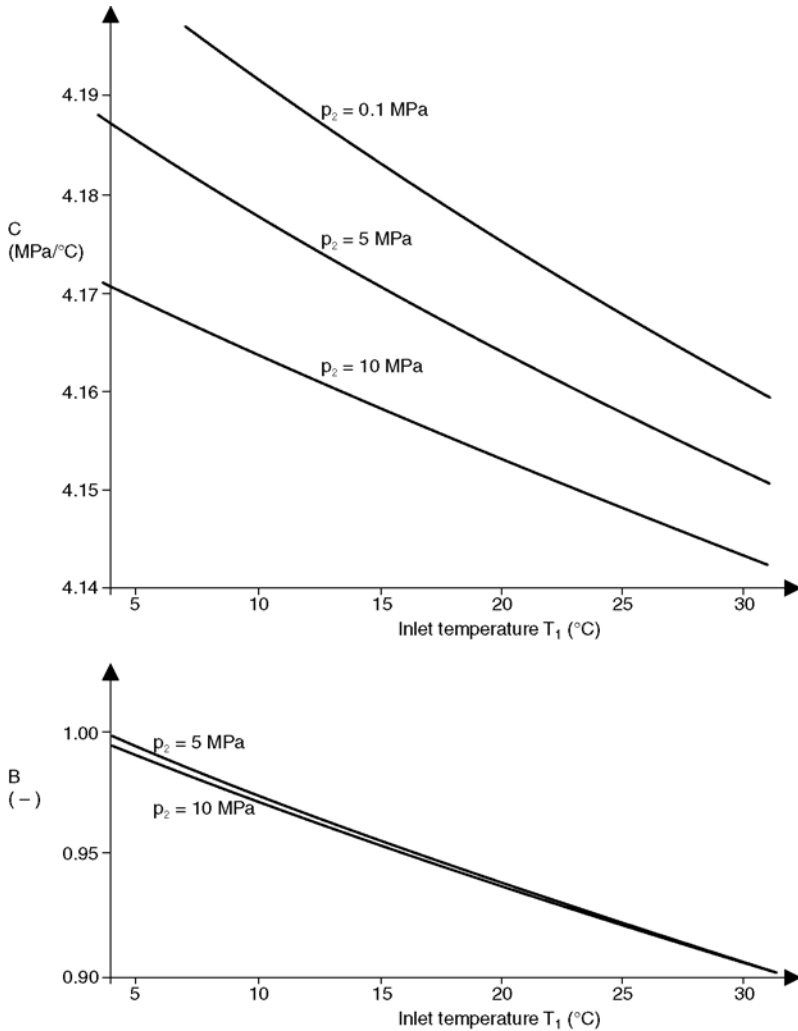 4.19
4.18
4.17
4.16
4.15
4.14
C
(MPa/°C)
p₂ = 0.1 MPa
p₂ = 5 MPa
p₂ = 10 MPa
5 10 15 20 25 30
Inlet temperature T₁ (°C)
1.00
0.95
0.90
B
( – )
p₂ = 5 MPa
p₂ = 10 MPa
5 10 15 20 25 30
Inlet temperature T₁ (°C)